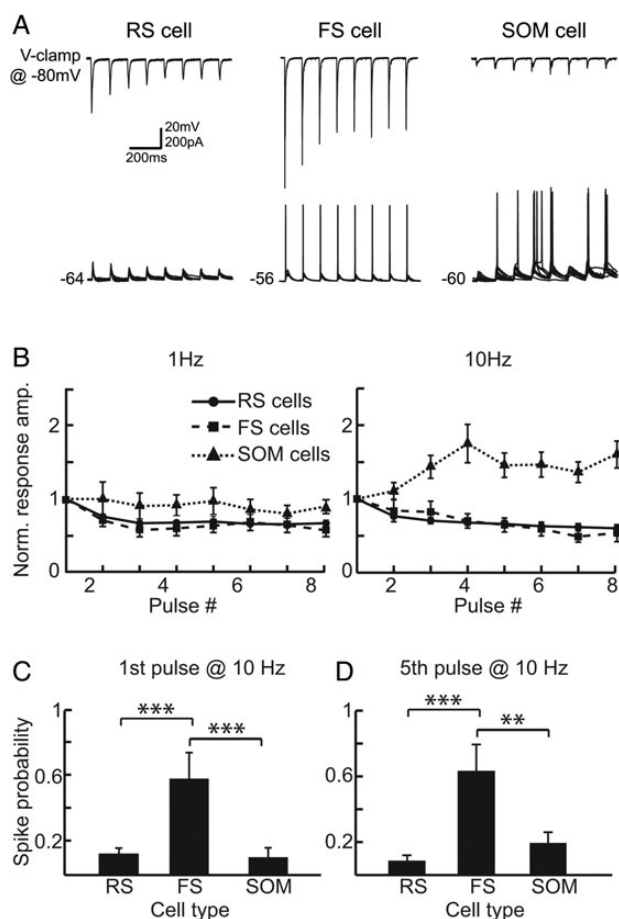 A
RS cell
FS cell
SOM cell
V-clamp
@ -80mV
20mV
200pA
200ms
-64
-56
-60
B
1Hz
10Hz
Norm. response amp.
2
1
0
RS cells
FS cells
SOM cells
2
1
0
2 4 6 8
2 4 6 8
Pulse #
Pulse #
C
1st pulse @ 10 Hz
D
5th pulse @ 10 Hz
Spike probability
1
0.6
0.2
*** ***
RS FS SOM
Cell type
1
0.6
0.2
*** **
RS FS SOM
Cell type